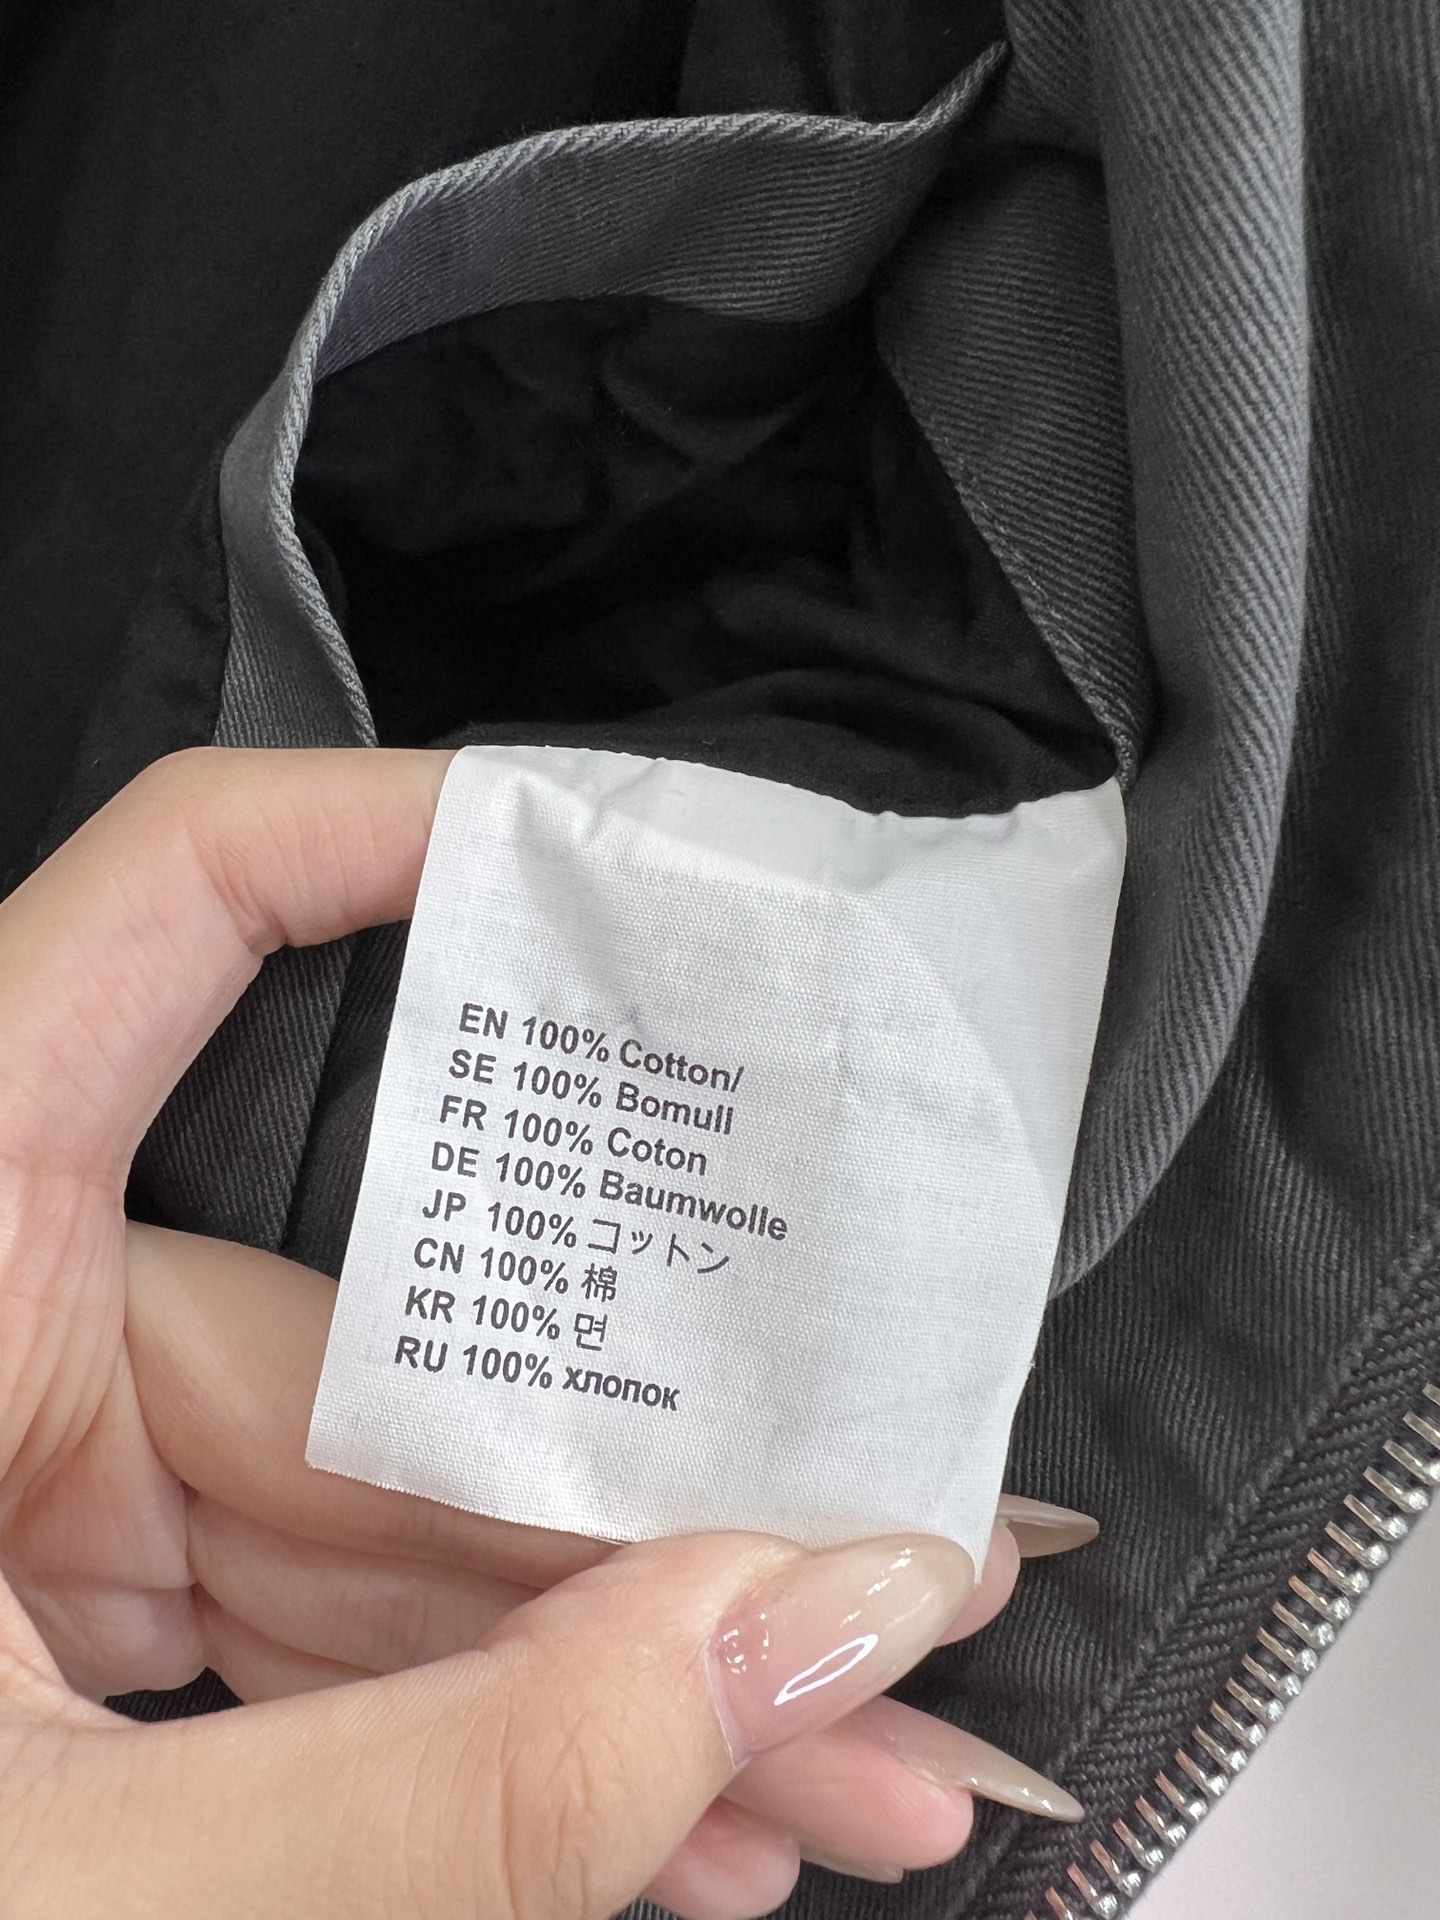 EN 100% Cotton/
SE 100% Bomull
FR 100% Coton
DE 100% Baumwolle
JP 100% コットン
CN 100% 棉
KR 100% 면
RU 100% хлопок